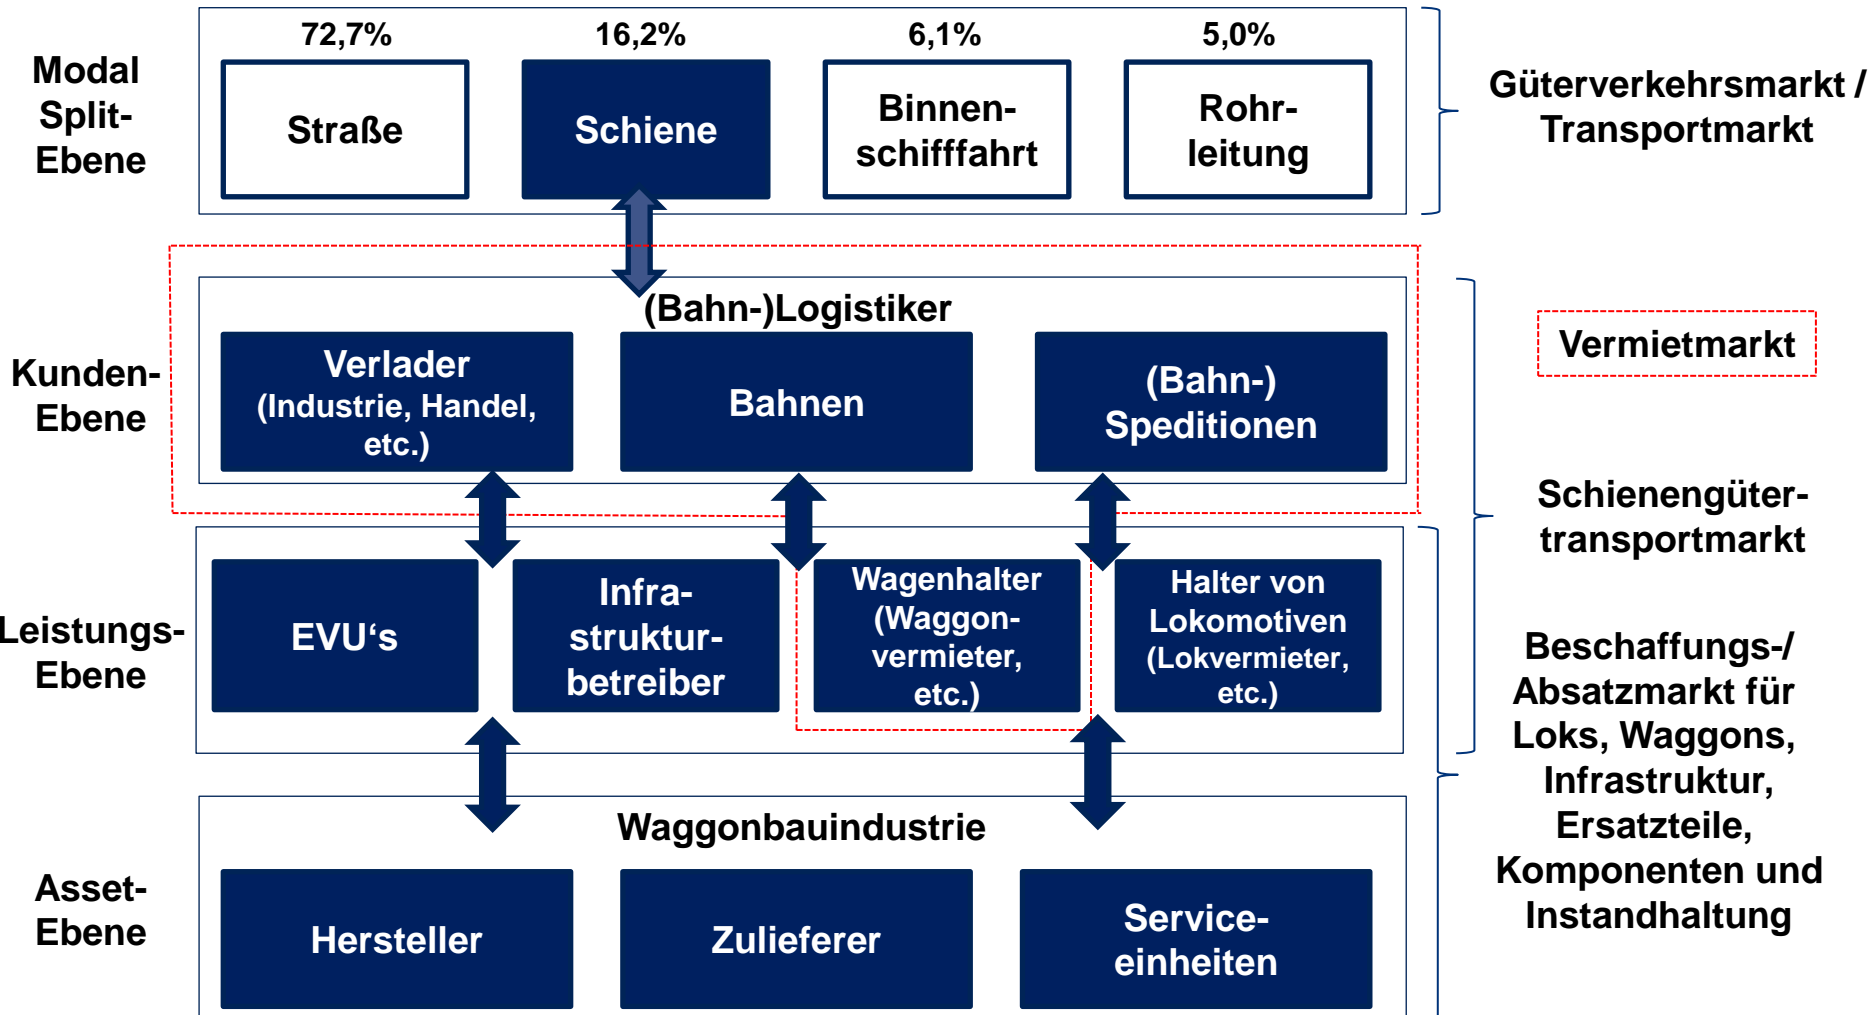 72,7%
16,2%
6,1%
5,0%
Modal
Split-
Ebene
Straße
Schiene
Binnen-
schifffahrt
Rohr-
leitung
Güterverkehrsmarkt /
Transportmarkt
(Bahn-)Logistiker
Kunden-
Ebene
Verlader
(Industrie, Handel,
etc.)
Bahnen
(Bahn-)
Speditionen
Vermietmarkt
Schienengüter-
transportmarkt
Leistungs-
Ebene
EVU‘s
Infra-
struktur-
betreiber
Wagenhalter
(Waggon-
vermieter,
etc.)
Halter von
Lokomotiven
(Lokvermieter,
etc.)
Beschaffungs-/
Absatzmarkt für
Loks, Waggons,
Infrastruktur,
Ersatzteile,
Komponenten und
Instandhaltung
Waggonbauindustrie
Asset-
Ebene
Hersteller
Zulieferer
Service-
einheiten